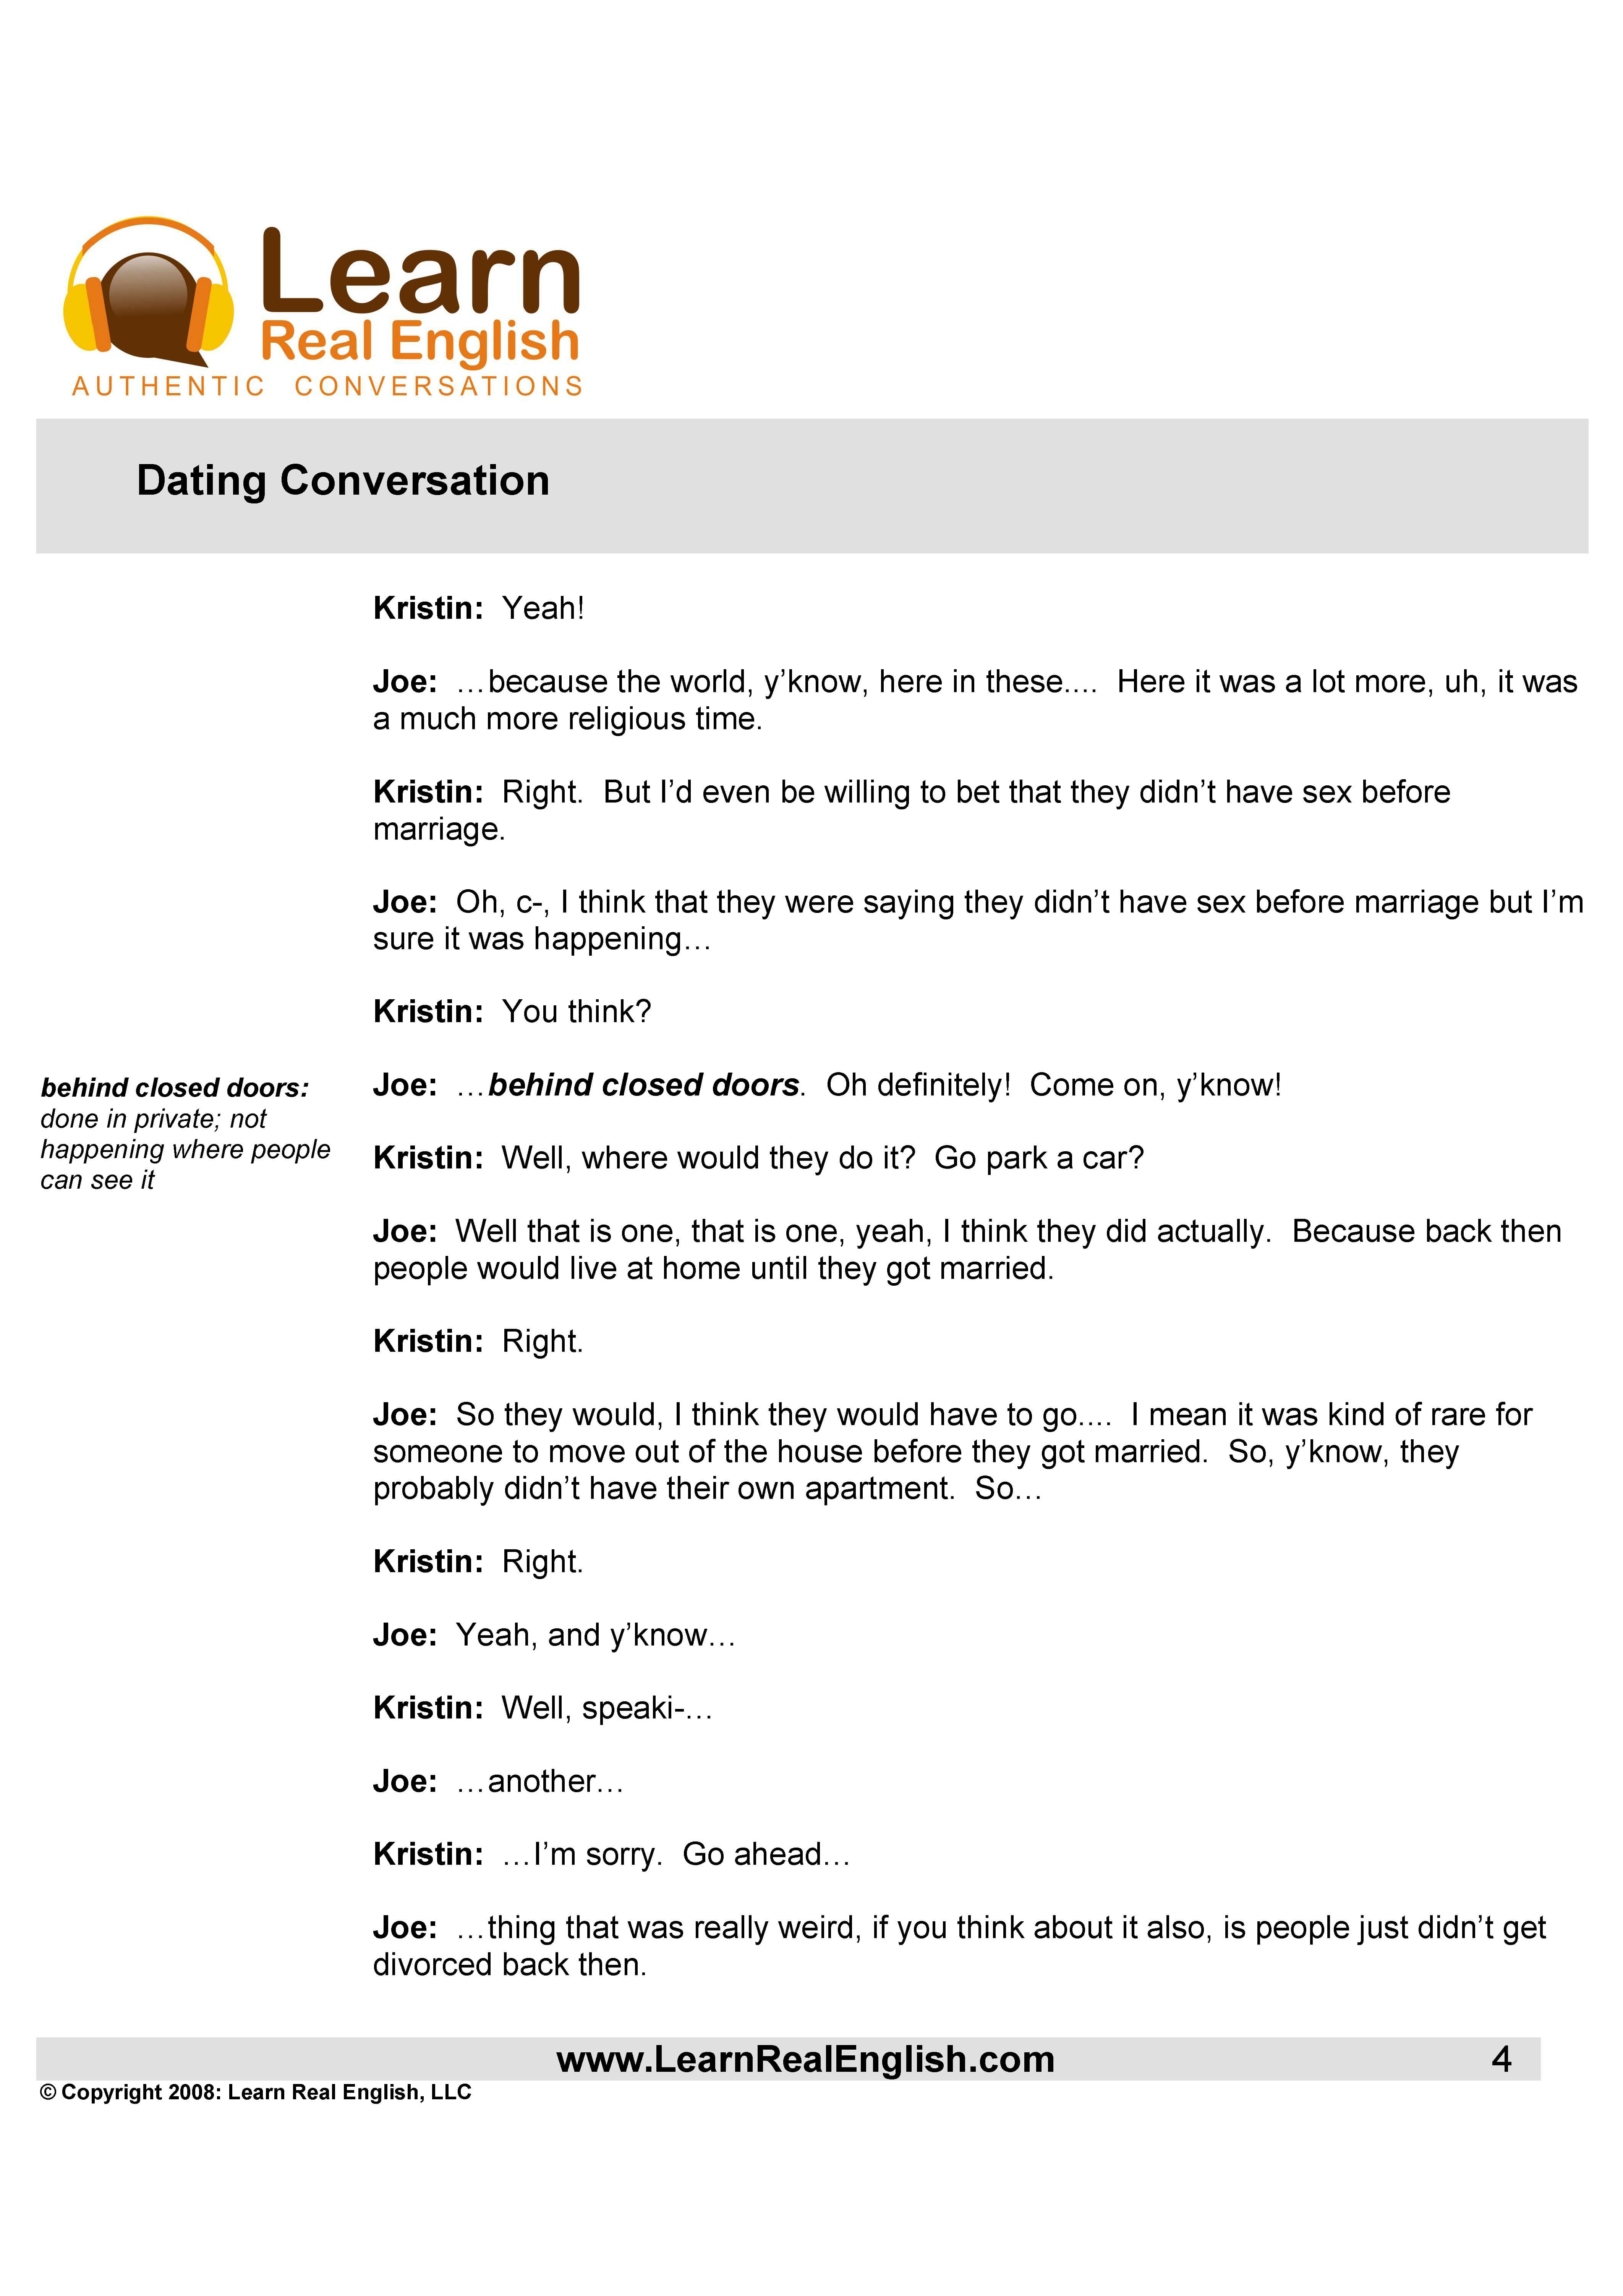 Learn
Real English
AUTHENTIC CONVERSATIONS
Dating Conversation
Kristin: Yeah!
Joe: …because the world, y’know, here in these.... Here it was a lot more, uh, it was
a much more religious time.
Kristin: Right. But I’d even be willing to bet that they didn’t have sex before
marriage.
Joe: Oh, c-, I think that they were saying they didn’t have sex before marriage but I’m
sure it was happening…
Kristin: You think?
behind closed doors:
done in private; not
happening where people
can see it
Joe: …behind closed doors. Oh definitely! Come on, y’know!
Kristin: Well, where would they do it? Go park a car?
Joe: Well that is one, that is one, yeah, I think they did actually. Because back then
people would live at home until they got married.
Kristin: Right.
Joe: So they would, I think they would have to go.... I mean it was kind of rare for
someone to move out of the house before they got married. So, y’know, they
probably didn’t have their own apartment. So…
Kristin: Right.
Joe: Yeah, and y’know…
Kristin: Well, speaki-…
Joe: …another…
Kristin: …I’m sorry. Go ahead…
Joe: …thing that was really weird, if you think about it also, is people just didn’t get
divorced back then.
www.LearnRealEnglish.com 4
© Copyright 2008: Learn Real English, LLC